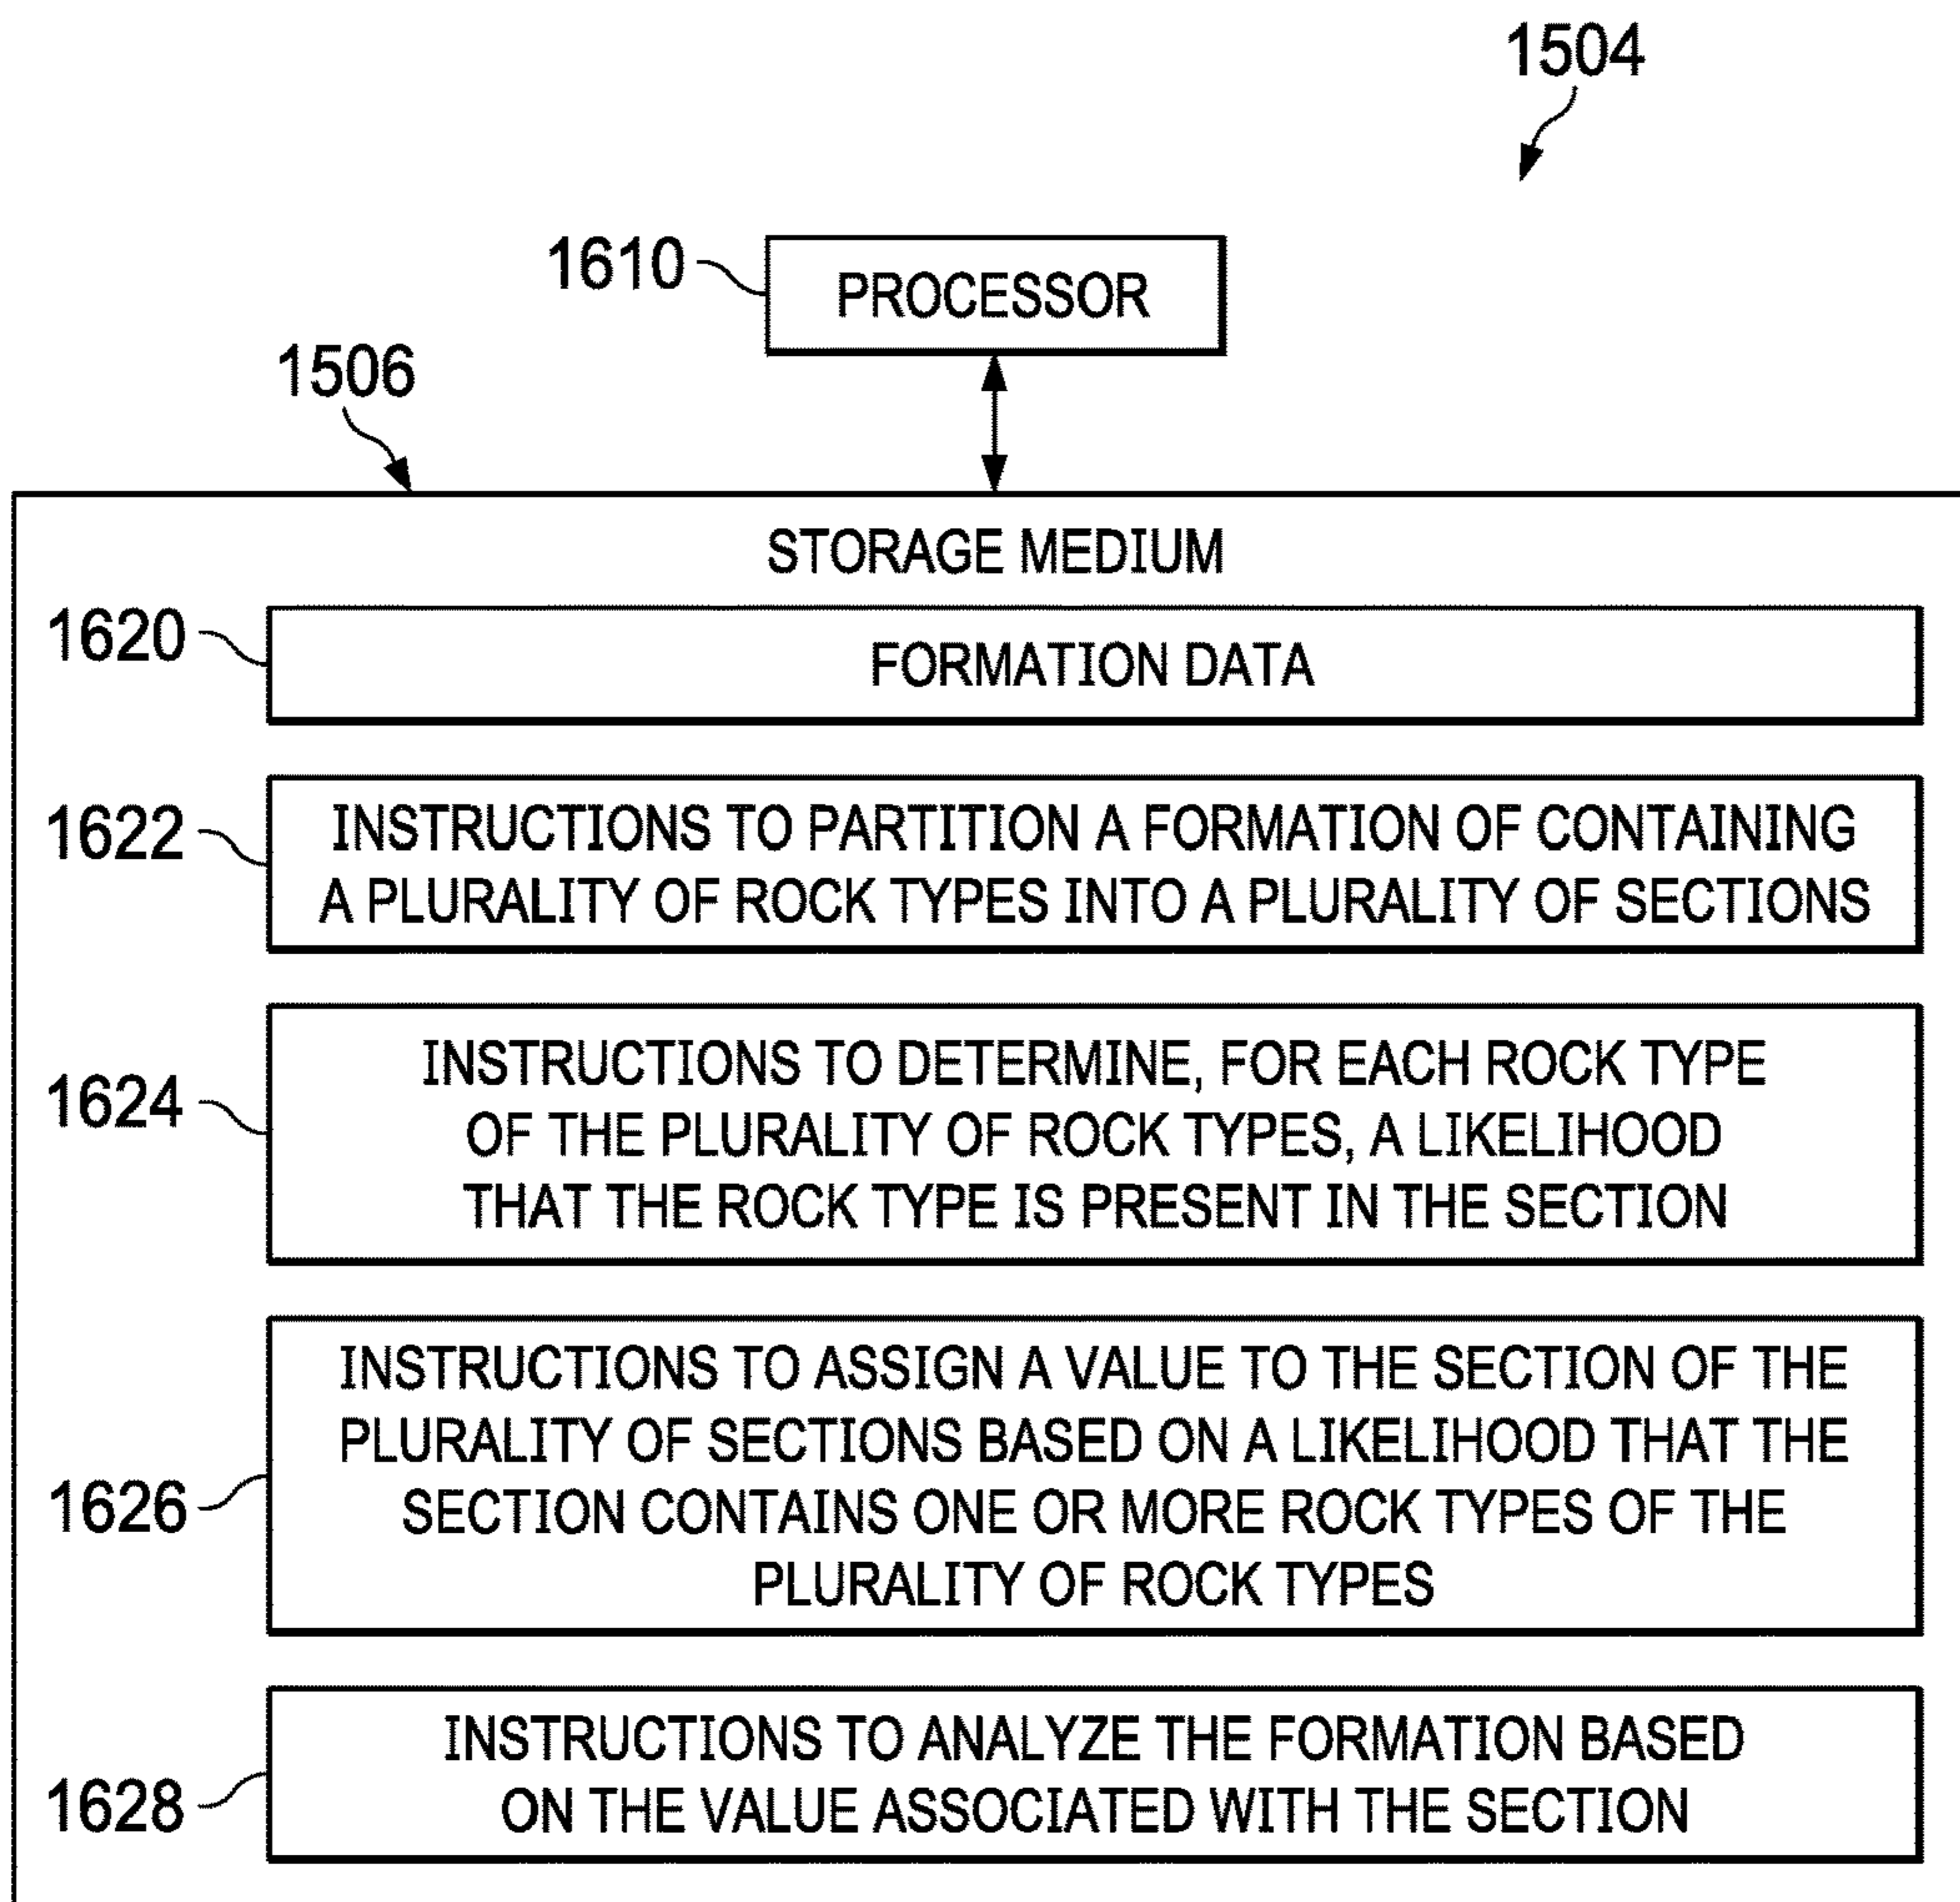 1504
1610
PROCESSOR
1506
STORAGE MEDIUM
1620
FORMATION DATA
1622
INSTRUCTIONS TO PARTITION A FORMATION OF CONTAINING
A PLURALITY OF ROCK TYPES INTO A PLURALITY OF SECTIONS
1624
INSTRUCTIONS TO DETERMINE, FOR EACH ROCK TYPE
OF THE PLURALITY OF ROCK TYPES, A LIKELIHOOD
THAT THE ROCK TYPE IS PRESENT IN THE SECTION
1626
INSTRUCTIONS TO ASSIGN A VALUE TO THE SECTION OF THE
PLURALITY OF SECTIONS BASED ON A LIKELIHOOD THAT THE
SECTION CONTAINS ONE OR MORE ROCK TYPES OF THE
PLURALITY OF ROCK TYPES
1628
INSTRUCTIONS TO ANALYZE THE FORMATION BASED
ON THE VALUE ASSOCIATED WITH THE SECTION